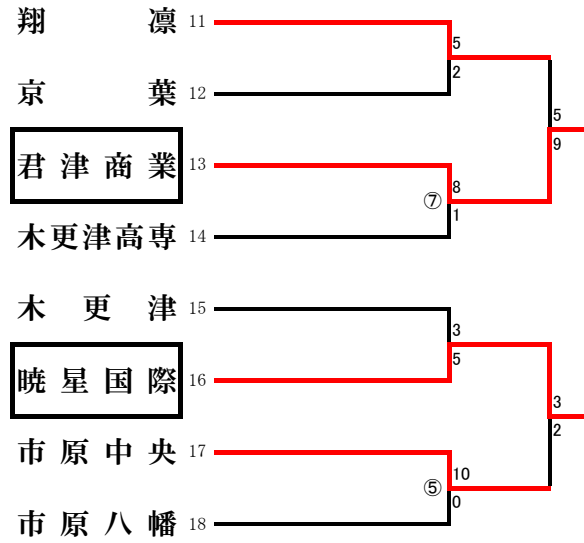 翔凛 11
5
2
京葉 12
5
9
君津商業 13
8
⑦
1
木更津高専 14
木更津 15
3
5
暁星国際 16
3
2
市原中央 17
10
⑤
0
市原八幡 18